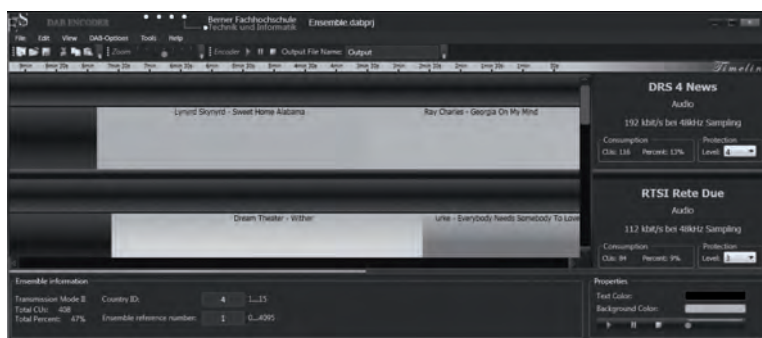 DAB ENCODER
Berner Fachhochschule
Technik und Informatik
Ensemble.dabprj
File Edit View DAB-Options Tools Help
Zoom Encoder Output File Name: Output
Timelin
Lynyrd Skynyrd - Sweet Home Alabama
Ray Charles - Georgia On My Mind
DRS 4 News
Audio
192 kbit/s bei 48kHz Sampling
Consumption Protection
CUs: 116 Percent: 13% Level: 4
Dream Theater - Wither
urke - Everybody Needs Somebody To Love
RTSI Rete Due
Audio
112 kbit/s bei 48kHz Sampling
Consumption Protection
CUs: 84 Percent: 9% Level: 3
Ensemble information
Transmission Mode II
Total CUs: 408
Total Percent: 47%
Country ID: 4 1...15
Ensemble reference number: 1 0...4095
Properties
Text Color:
Background Color: